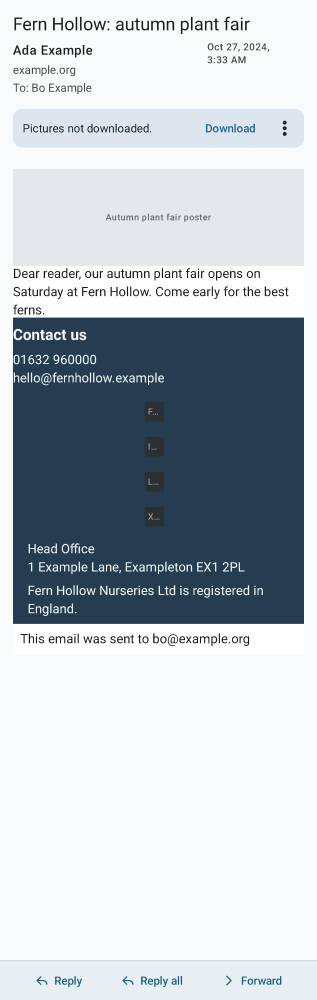 Fern Hollow: autumn plant fair
Ada Example
Oct 27, 2024,
3:33 AM
example.org
To: Bo Example
Pictures not downloaded.
Download
Autumn plant fair poster
Dear reader, our autumn plant fair opens on
Saturday at Fern Hollow. Come early for the best
ferns.
Contact us
01632 960000
hello@fernhollow.example
F…
I…
L…
X…
Head Office
1 Example Lane, Exampleton EX1 2PL
Fern Hollow Nurseries Ltd is registered in
England.
This email was sent to bo@example.org
Reply
Reply all
Forward